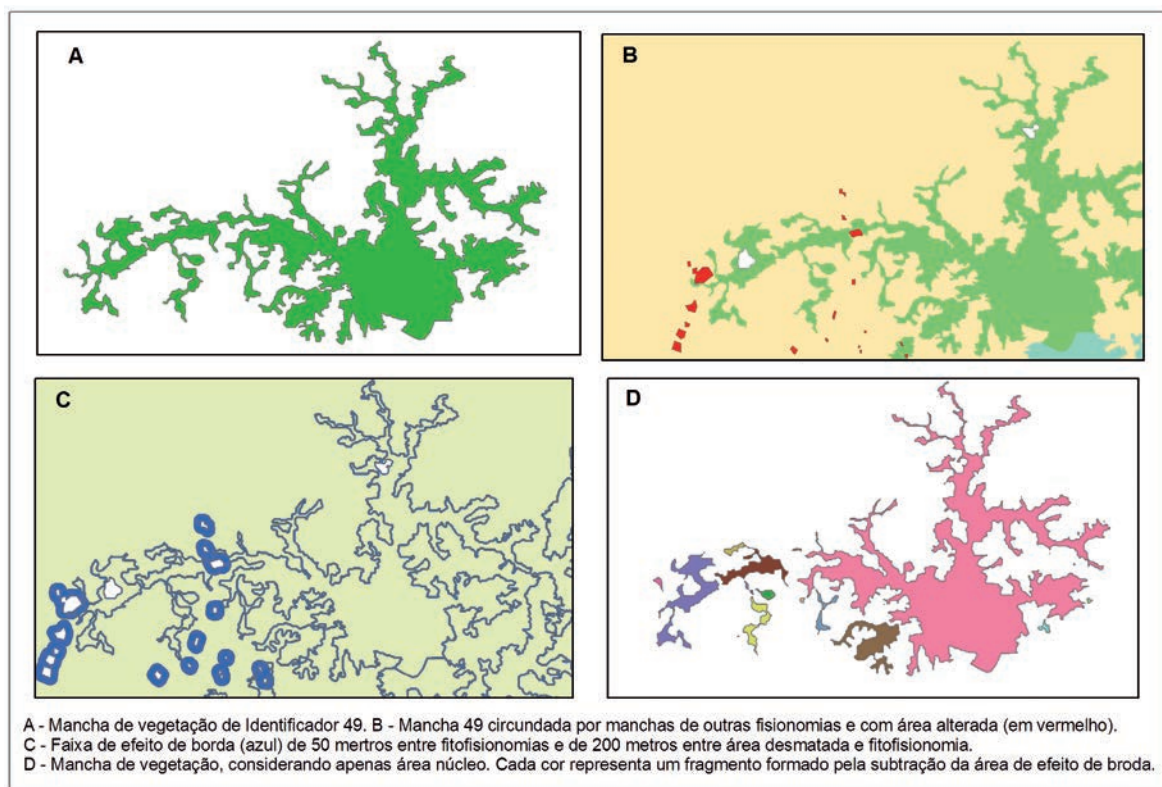 A
B
C
D
A - Mancha de vegetação de Identificador 49. B - Mancha 49 circundada por manchas de outras fisionomias e com área alterada (em vermelho).
C - Faixa de efeito de borda (azul) de 50 mertros entre fitofisionomias e de 200 metros entre área desmatada e fitofisionomia.
D - Mancha de vegetação, considerando apenas área núcleo. Cada cor representa um fragmento formado pela subtração da área de efeito de broda.